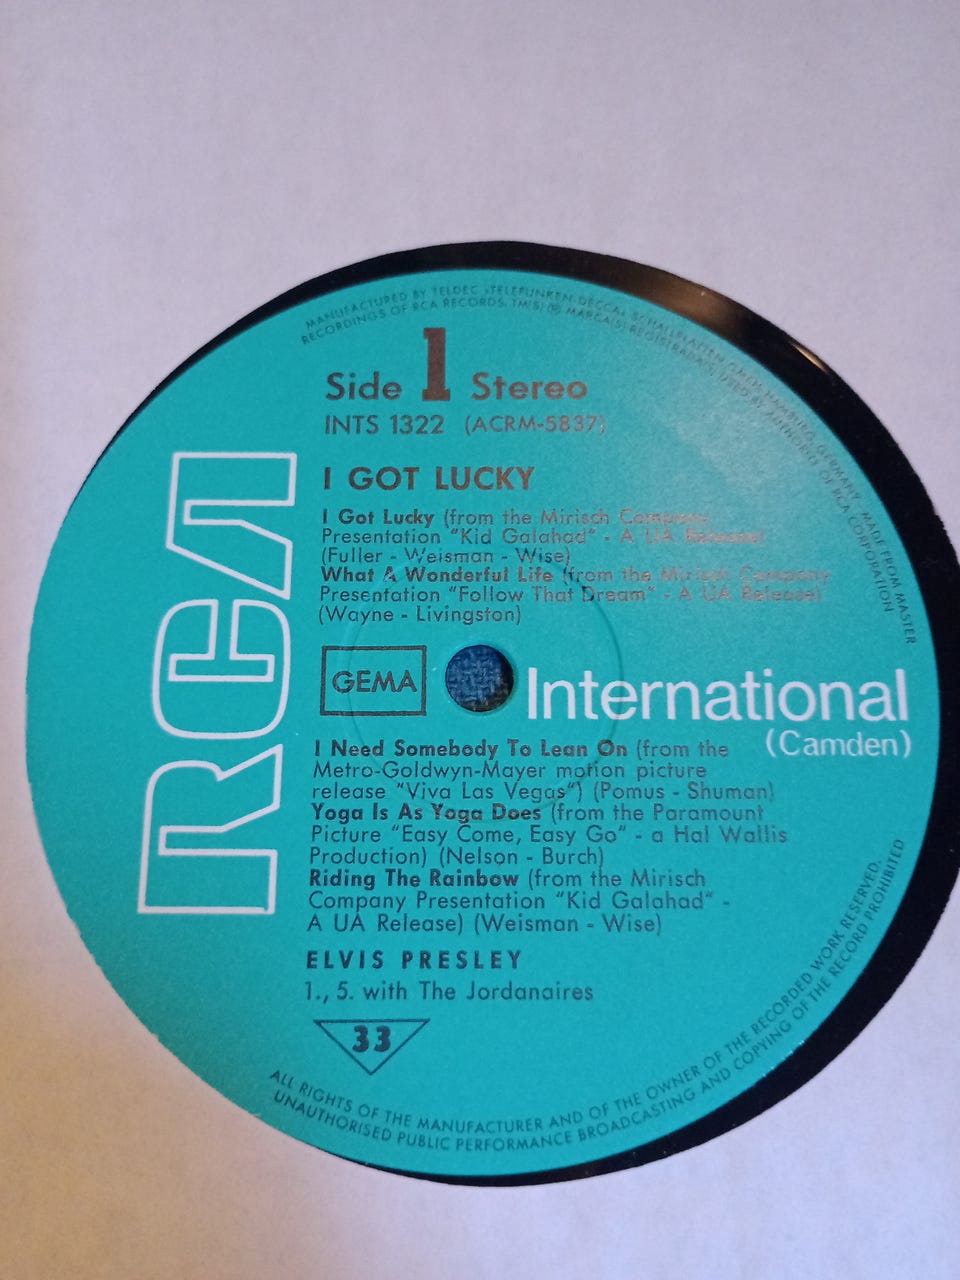 MANUFACTURED BY TELDEC »TELEFUNKEN-DECCA« SCHALLPLATTEN GMBH, HAMBURG, GERMANY, MADE FROM MASTER
RECORDINGS OF RCA RECORDS. TM(S) ® MARCA(S) REGISTRADA(S) USED BY AUTHORITY OF RCA CORPORATION
Side 1 Stereo
INTS 1322 (ACRM-5837)
I GOT LUCKY
I Got Lucky (from the Mirisch Company
Presentation “Kid Galahad“ - A UA Release)
(Fuller - Weisman - Wise)
What A Wonderful Life (from the Mirisch Company
Presentation “Follow That Dream“ - A UA Release)
(Wayne - Livingston)
RCA
GEMA
International
(Camden)
I Need Somebody To Lean On (from the
Metro-Goldwyn-Mayer motion picture
release “Viva Las Vegas“) (Pomus - Shuman)
Yoga Is As Yoga Does (from the Paramount
Picture “Easy Come, Easy Go“ - a Hal Wallis
Production) (Nelson - Burch)
Riding The Rainbow (from the Mirisch
Company Presentation “Kid Galahad“ -
A UA Release) (Weisman - Wise)
ELVIS PRESLEY
1., 5. with The Jordanaires
33
ALL RIGHTS OF THE MANUFACTURER AND OF THE OWNER OF THE RECORDED WORK RESERVED.
UNAUTHORISED PUBLIC PERFORMANCE BROADCASTING AND COPYING OF THE RECORD PROHIBITED